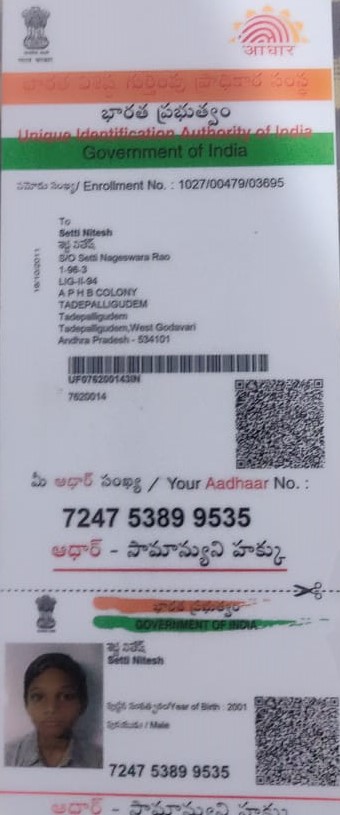 आधार
భారత ప్రభుత్వం
Unique Identification Authority of India
Government of India
నమోదు సంఖ్య/ Enrollment No. : 1027/00479/03695
18/10/2011
To
Setti Nitesh
S/O Setti Nageswara Rao
1-96-3
LIG-II-94
A P H B COLONY
TADEPALLIGUDEM
Tadepalligudem
Tadepalligudem,West Godavari
Andhra Pradesh - 534101
UF076200143IN
7620014
మీ ఆధార్ సంఖ్య / Your Aadhaar No. :
7247 5389 9535
ఆధార్ - సామాన్యుని హక్కు
భారత ప్రభుత్వం
GOVERNMENT OF INDIA
Setti Nitesh
పుట్టిన సంవత్సరం/Year of Birth : 2001
పురుషుడు / Male
7247 5389 9535
ఆధార్ - సామాన్యుని హక్కు